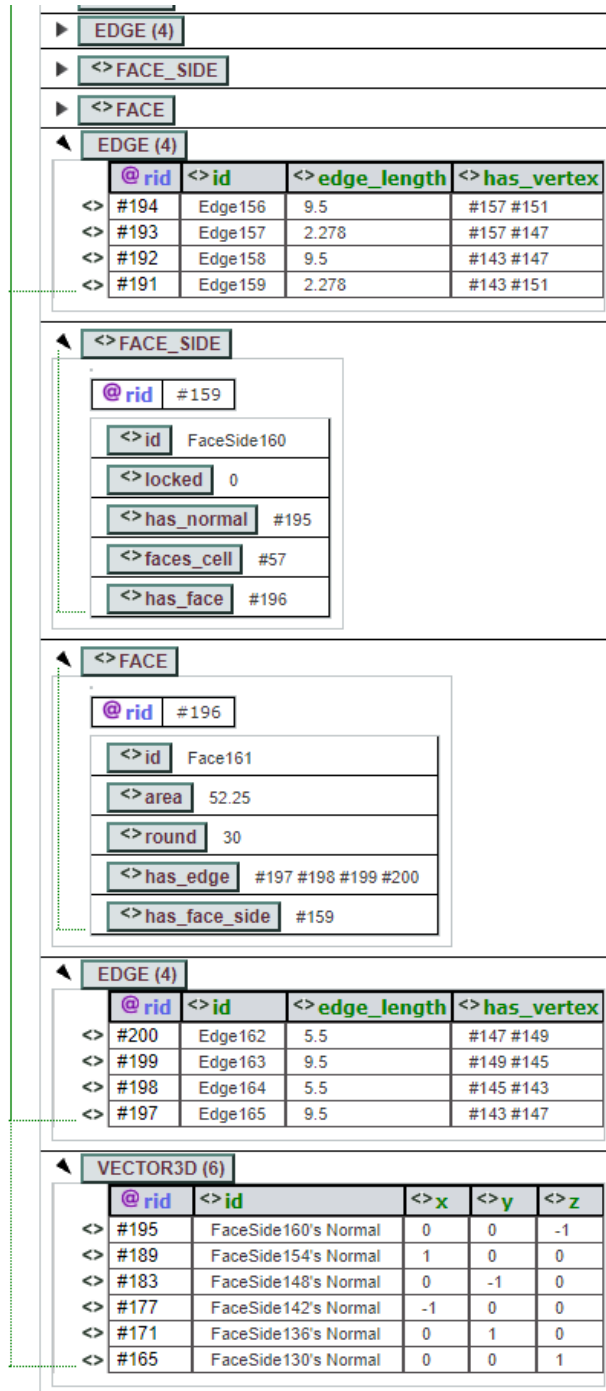 EDGE (4)
<>FACE_SIDE
<>FACE
EDGE (4)
@ rid <>id <>edge_length <>has_vertex
<> #194 Edge156 9.5 #157 #151
<> #193 Edge157 2.278 #157 #147
<> #192 Edge158 9.5 #143 #147
<> #191 Edge159 2.278 #143 #151
<>FACE_SIDE
@ rid #159
<>id FaceSide160
<>locked 0
<>has_normal #195
<>faces_cell #57
<>has_face #196
<>FACE
@ rid #196
<>id Face161
<>area 52.25
<>round 30
<>has_edge #197 #198 #199 #200
<>has_face_side #159
EDGE (4)
@ rid <>id <>edge_length <>has_vertex
<> #200 Edge162 5.5 #147 #149
<> #199 Edge163 9.5 #149 #145
<> #198 Edge164 5.5 #145 #143
<> #197 Edge165 9.5 #143 #147
VECTOR3D (6)
@ rid <>id <>x <>y <>z
<> #195 FaceSide160's Normal 0 0 -1
<> #189 FaceSide154's Normal 1 0 0
<> #183 FaceSide148's Normal 0 -1 0
<> #177 FaceSide142's Normal -1 0 0
<> #171 FaceSide136's Normal 0 1 0
<> #165 FaceSide130's Normal 0 0 1